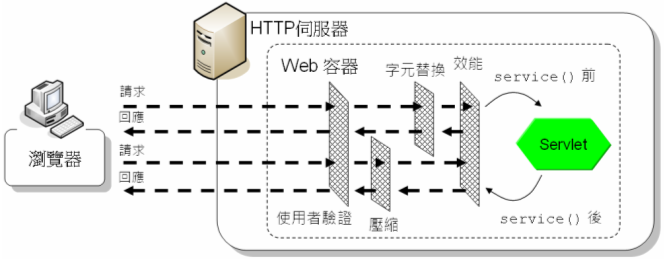 HTTP伺服器
Web 容器
字元替換
效能
service() 前
請求
回應
請求
回應
瀏覽器
Servlet
使用者驗證
壓縮
service() 後